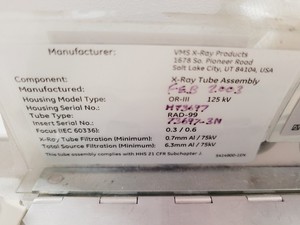 Manufacturer: VMS X-Ray Products
1678 So. Pioneer Road
Salt Lake City, UT 84104, USA
Component: X-Ray Tube Assembly
Manufactured: FEB 2003
Housing Model Type: OR-III 125 kV
Housing Serial No.:
Insert Type: RAD-99
Insert Serial No.:
Focus (IEC 60336): 0.3 / 0.6
X-Ray Tube Filtration (Minimum): 0.7mm Al / 75kV
Total Source Filtration (Minimum): 6.3mm Al / 75kV
This tube assembly complies with HHS 21 CFR Subchapter J.